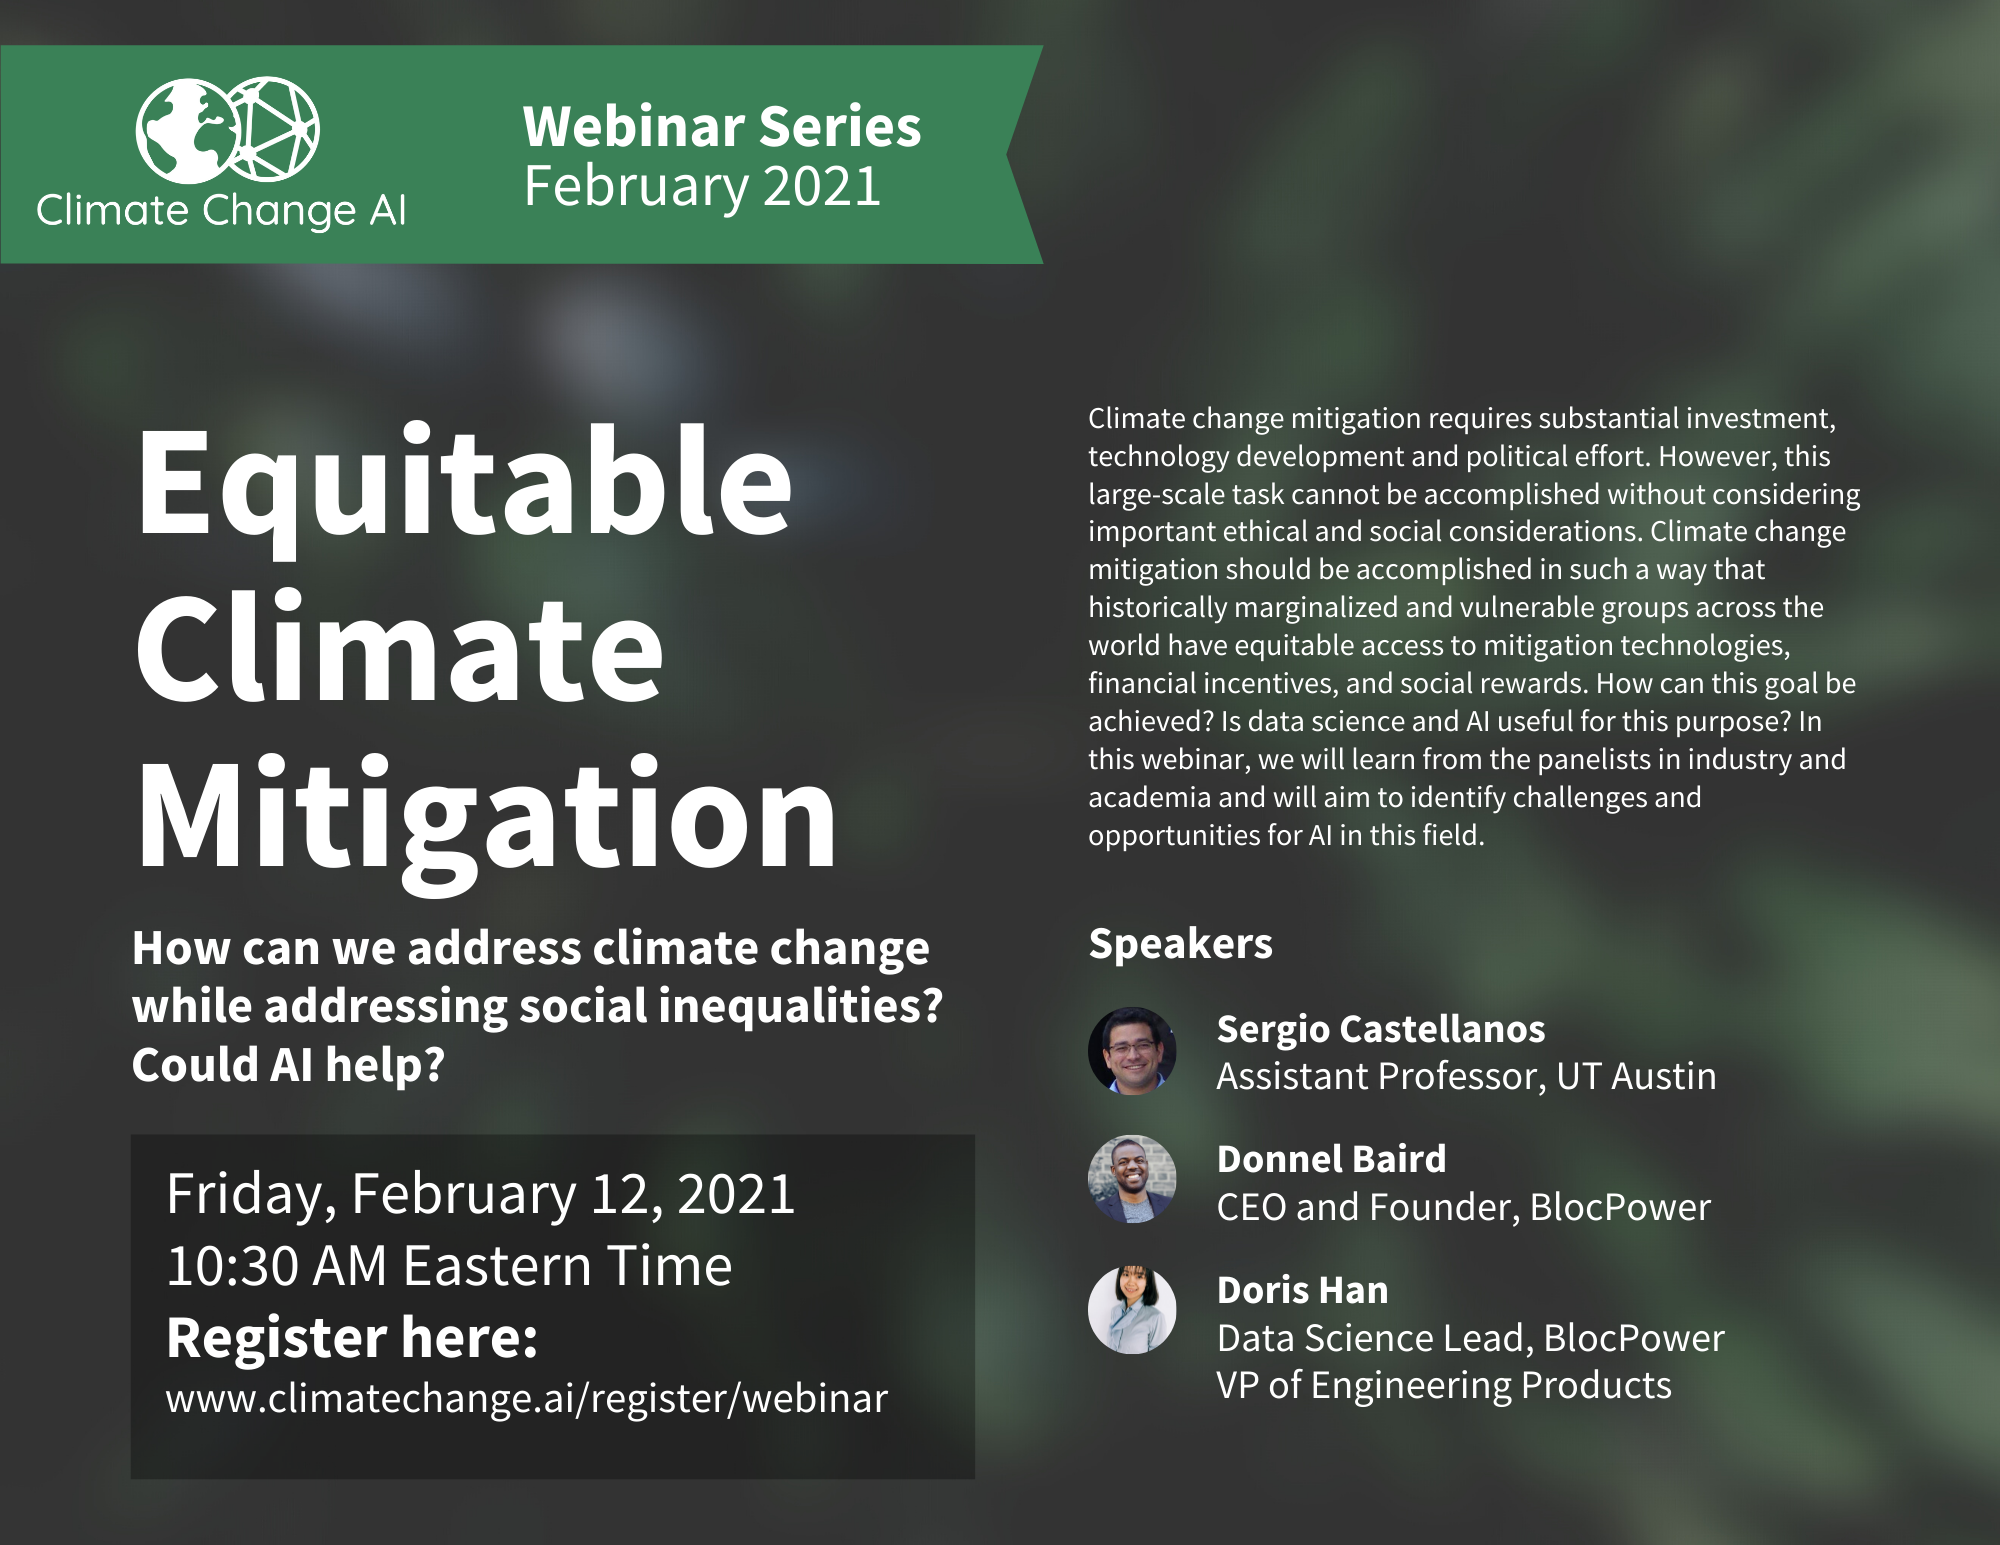 Climate Change AI
Webinar Series
February 2021
Equitable
Climate
Mitigation
How can we address climate change
while addressing social inequalities?
Could AI help?
Friday, February 12, 2021
10:30 AM Eastern Time
Register here:
www.climatechange.ai/register/webinar
Climate change mitigation requires substantial investment,
technology development and political effort. However, this
large-scale task cannot be accomplished without considering
important ethical and social considerations. Climate change
mitigation should be accomplished in such a way that
historically marginalized and vulnerable groups across the
world have equitable access to mitigation technologies,
financial incentives, and social rewards. How can this goal be
achieved? Is data science and AI useful for this purpose? In
this webinar, we will learn from the panelists in industry and
academia and will aim to identify challenges and
opportunities for AI in this field.
Speakers
Sergio Castellanos
Assistant Professor, UT Austin
Donnel Baird
CEO and Founder, BlocPower
Doris Han
Data Science Lead, BlocPower
VP of Engineering Products